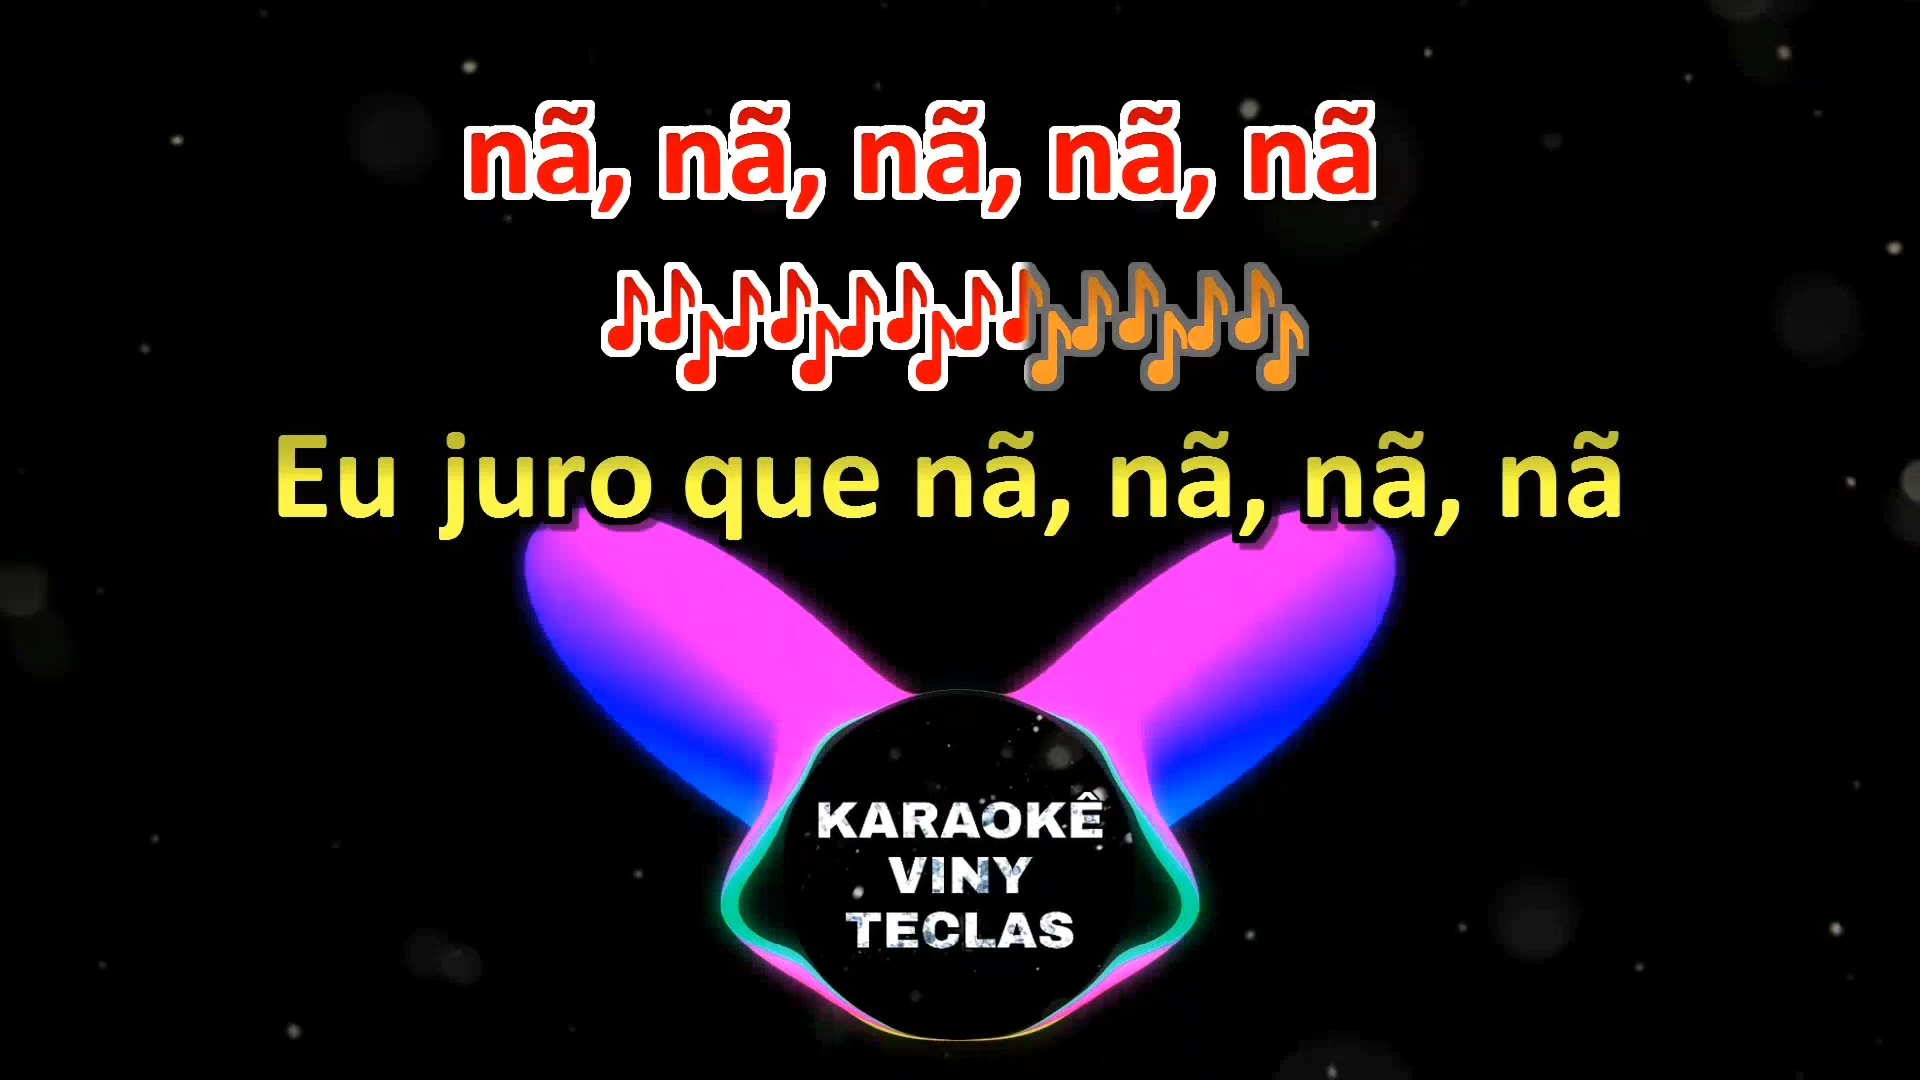 nã, nã, nã, nã, nã
🎶🎶🎶🎶🎶🎶
Eu juro que nã, nã, nã, nã
KARAOKÊ
VINY
TECLAS